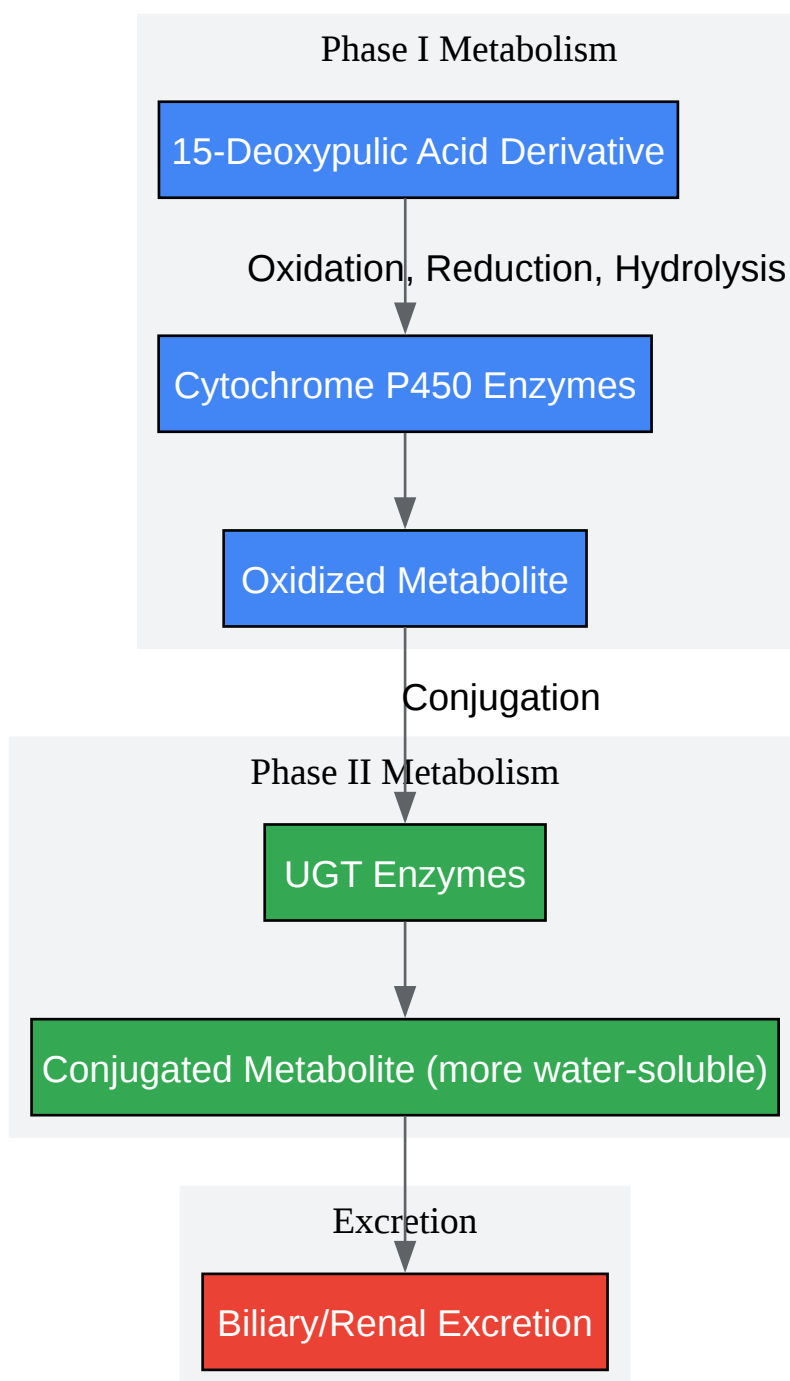 Phase I Metabolism
15-Deoxypulic Acid Derivative
Oxidation, Reduction, Hydrolysis
Cytochrome P450 Enzymes
Oxidized Metabolite
Conjugation
Phase II Metabolism
UGT Enzymes
Conjugated Metabolite (more water-soluble)
Excretion
Biliary/Renal Excretion